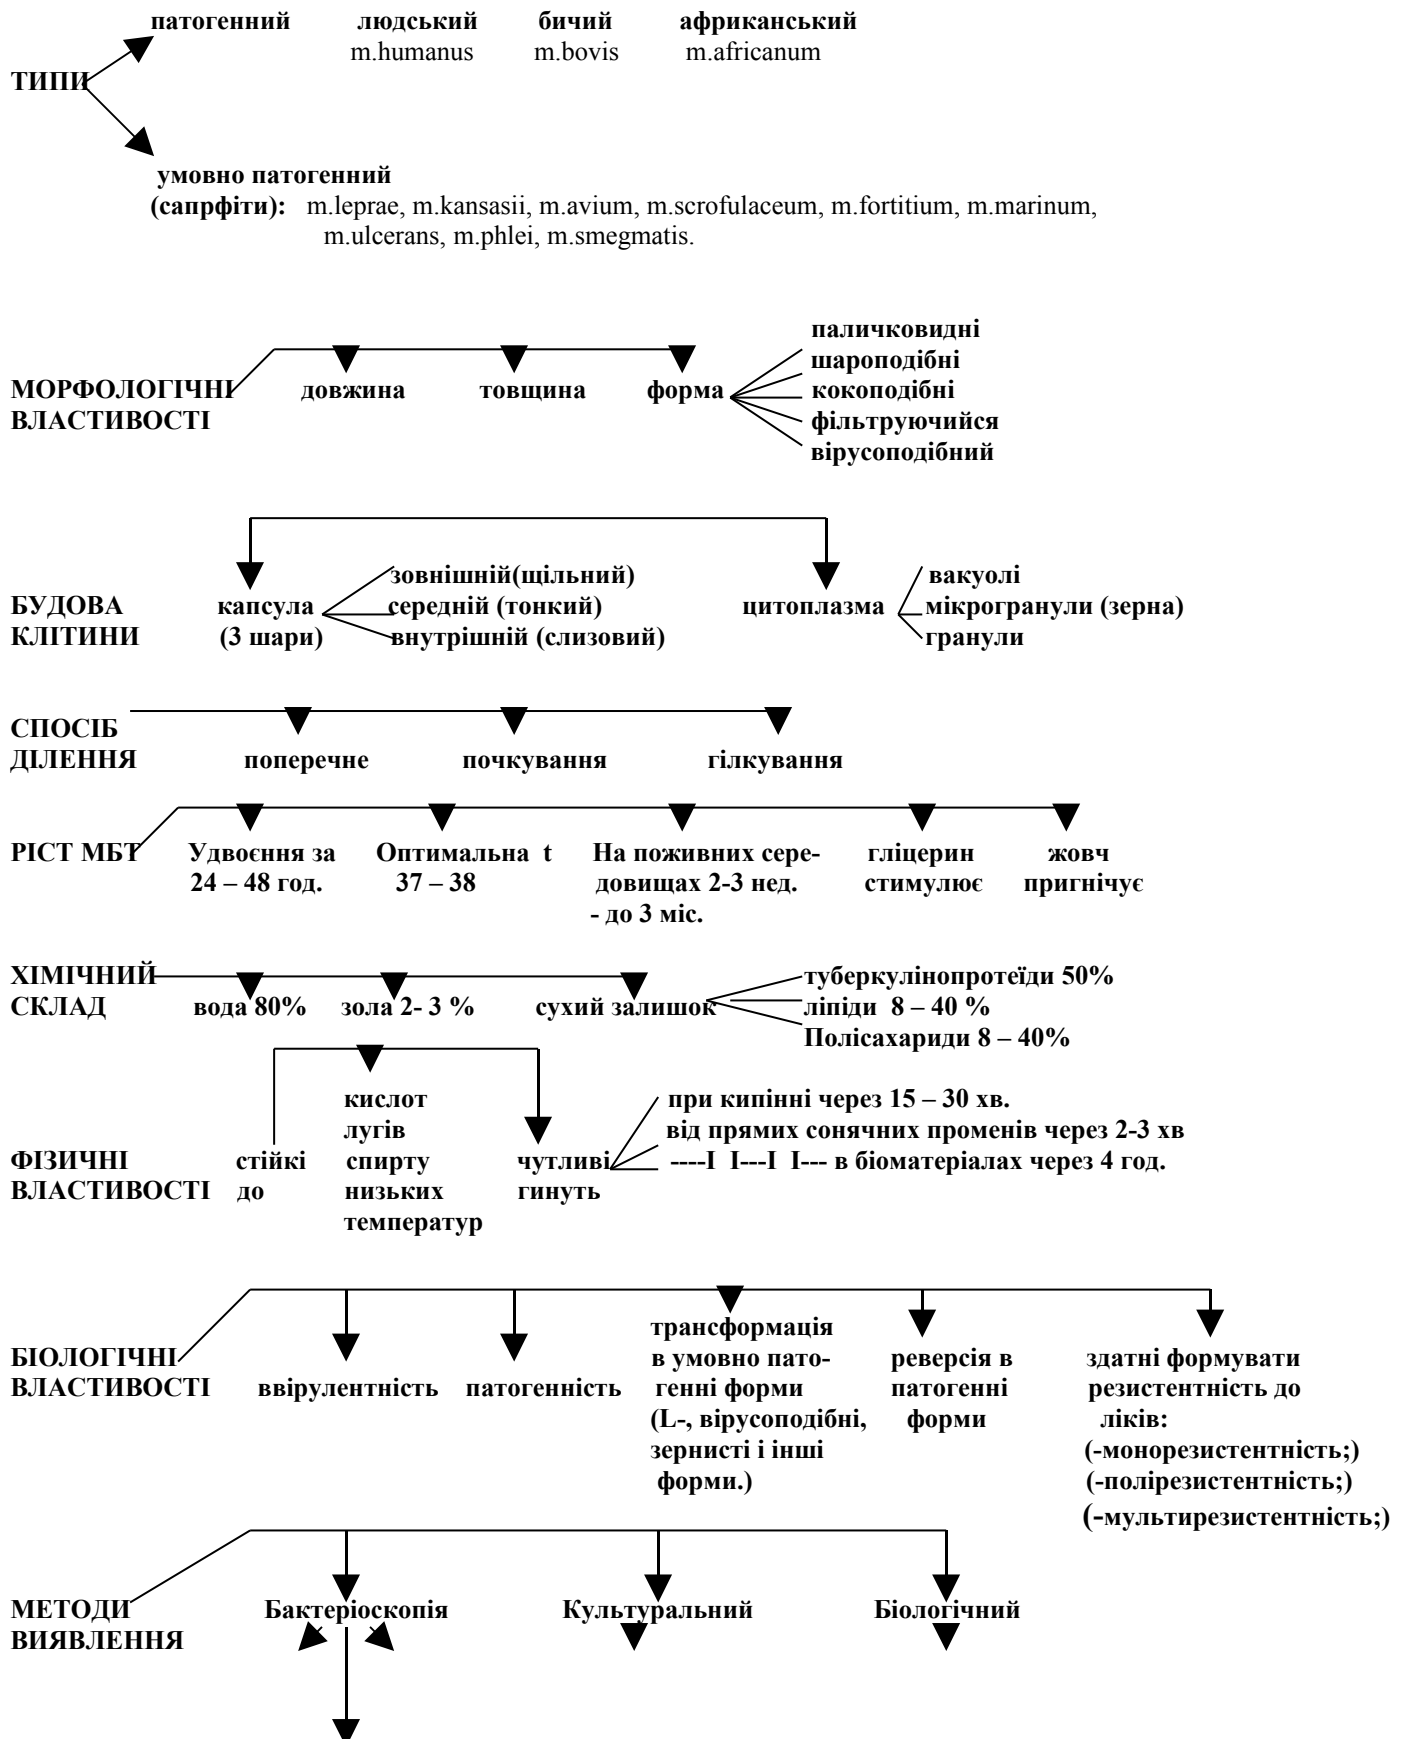 патогенний людський бичий африканський
m.humanus m.bovis m.africanum
ТИПИ
умовно патогенний
(сапрфіти): m.leprae, m.kansasii, m.avium, m.scrofulaceum, m.fortitium, m.marinum,
m.ulcerans, m.phlei, m.smegmatis.
паличковидні
шароподібні
МОРФОЛОГІЧНІ довжина товщина форма кокоподібні
ВЛАСТИВОСТІ фільтруючийся
вірусоподібний
зовнішній(щільний) вакуолі
БУДОВА капсула середній (тонкий) цитоплазма мікрогранули (зерна)
КЛІТИНИ (3 шари) внутрішній (слизовий) гранули
СПОСІБ
ДІЛЕННЯ поперечне почкування гілкування
РІСТ МБТ Удвоєння за Оптимальна t На поживних сере- гліцерин жовч
24 – 48 год. 37 – 38 довищах 2-3 нед. стимулює пригнічує
- до 3 міс.
ХІМІЧНИЙ туберкулінопротеїди 50%
СКЛАД вода 80% зола 2- 3 % сухий залишок ліпіди 8 – 40 %
Полісахариди 8 – 40%
кислот при кипінні через 15 – 30 хв.
лугів від прямих сонячних променів через 2-3 хв
ФІЗИЧНІ стійкі спирту чутливі ----І І---І І--- в біоматеріалах через 4 год.
ВЛАСТИВОСТІ до низьких гинуть
температур
трансформація
БІОЛОГІЧНІ в умовно пато- реверсія в здатні формувати
ВЛАСТИВОСТІ ввірулентність патогенність генні форми патогенні резистентність до
(L-, вірусоподібні, форми ліків:
зернисті і інші (-монорезистентність;)
форми.) (-полірезистентність;)
(-мультирезистентність;)
МЕТОДИ Бактеріоскопія Культуральний Біологічний
ВИЯВЛЕННЯ